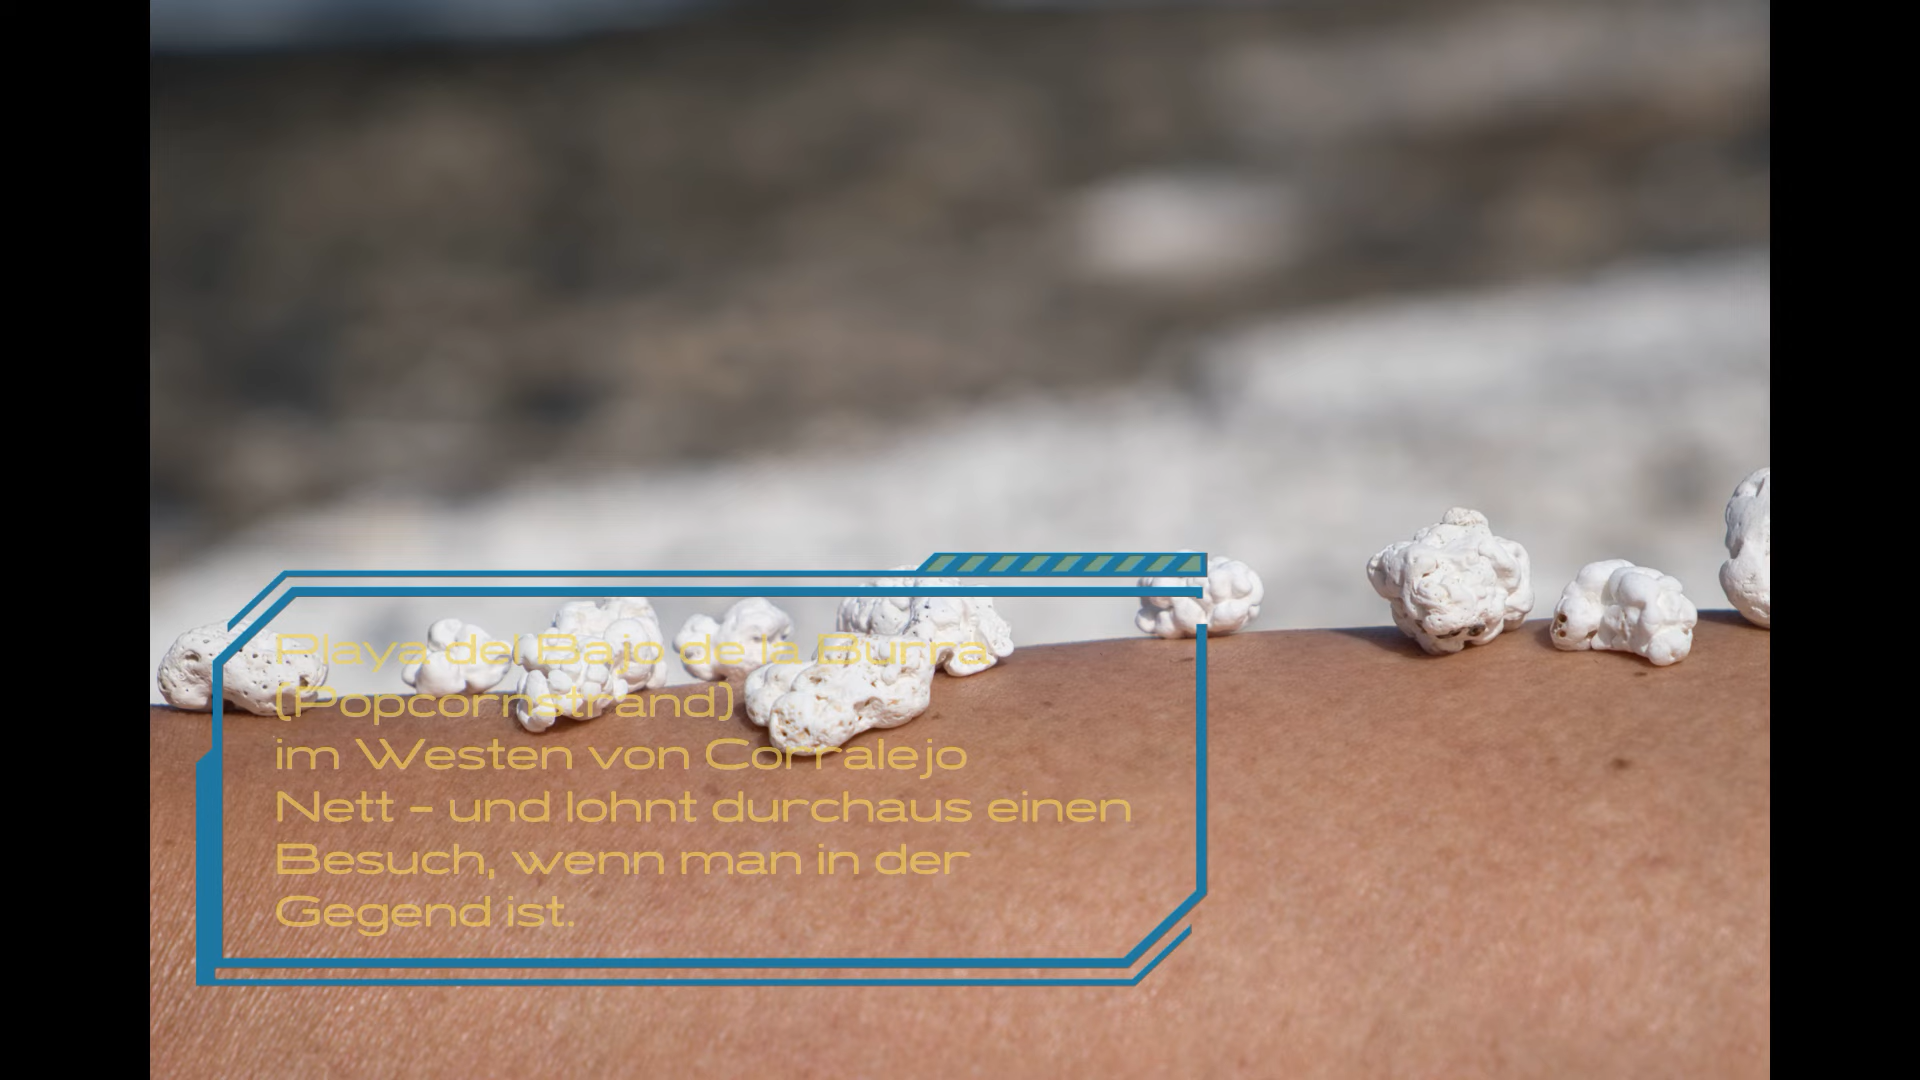 Playa del Bajo de la Burra
(Popcornstrand)
im Westen von Corralejo
Nett – und lohnt durchaus einen
Besuch, wenn man in der
Gegend ist.